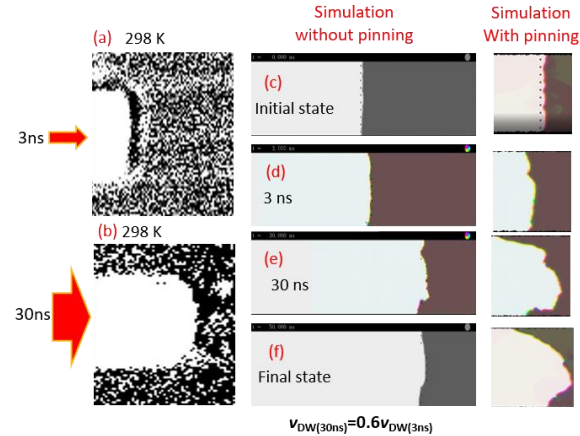 Simulation
without pinning
Simulation
With pinning
(a) 298 K
3ns
(b) 298 K
30ns
(c)
Initial state
(d)
3 ns
(e)
30 ns
(f)
Final state
vDW(30ns)=0.6vDW(3ns)